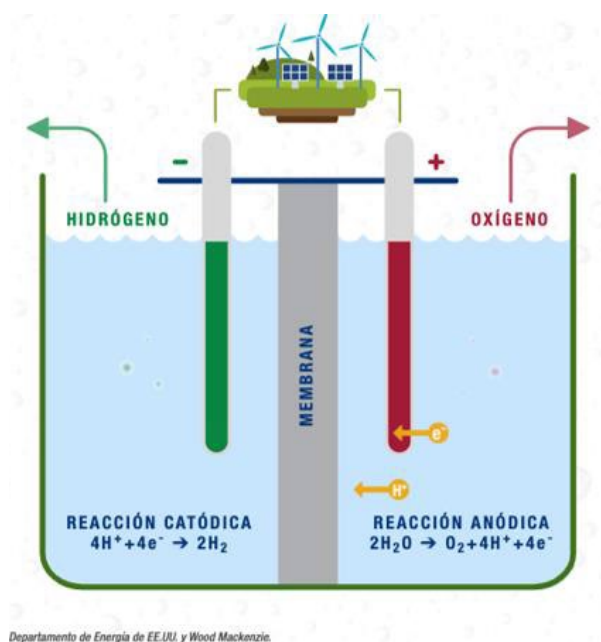 -
+
HIDRÓGENO
OXÍGENO
MEMBRANA
e⁻
H⁺
REACCIÓN CATÓDICA
4H⁺+4e⁻ → 2H₂
REACCIÓN ANÓDICA
2H₂O → O₂+4H⁺+4e⁻
Departamento de Energía de EE.UU. y Wood Mackenzie.